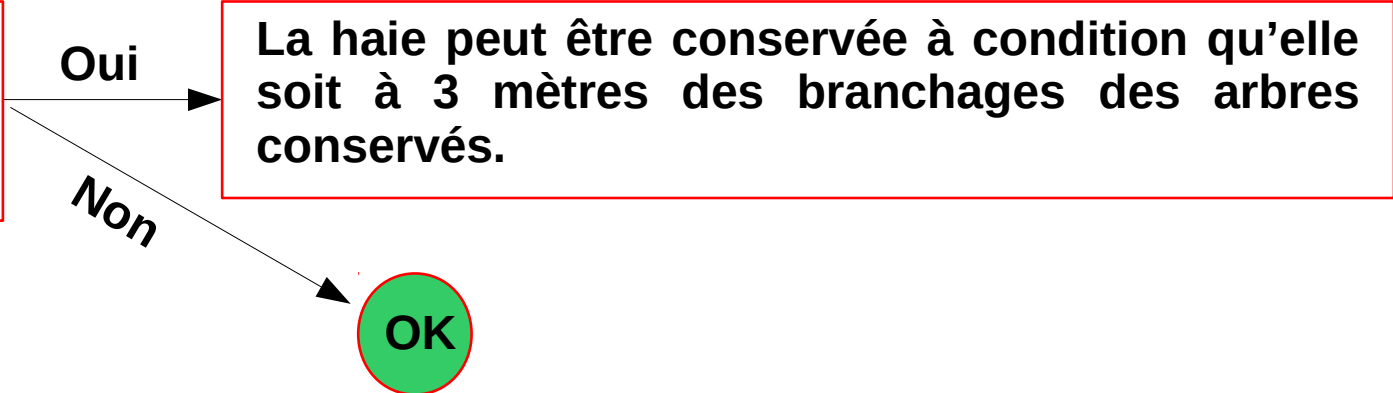 Oui
La haie peut être conservée à condition qu’elle
soit à 3 mètres des branchages des arbres
conservés.
Non
OK